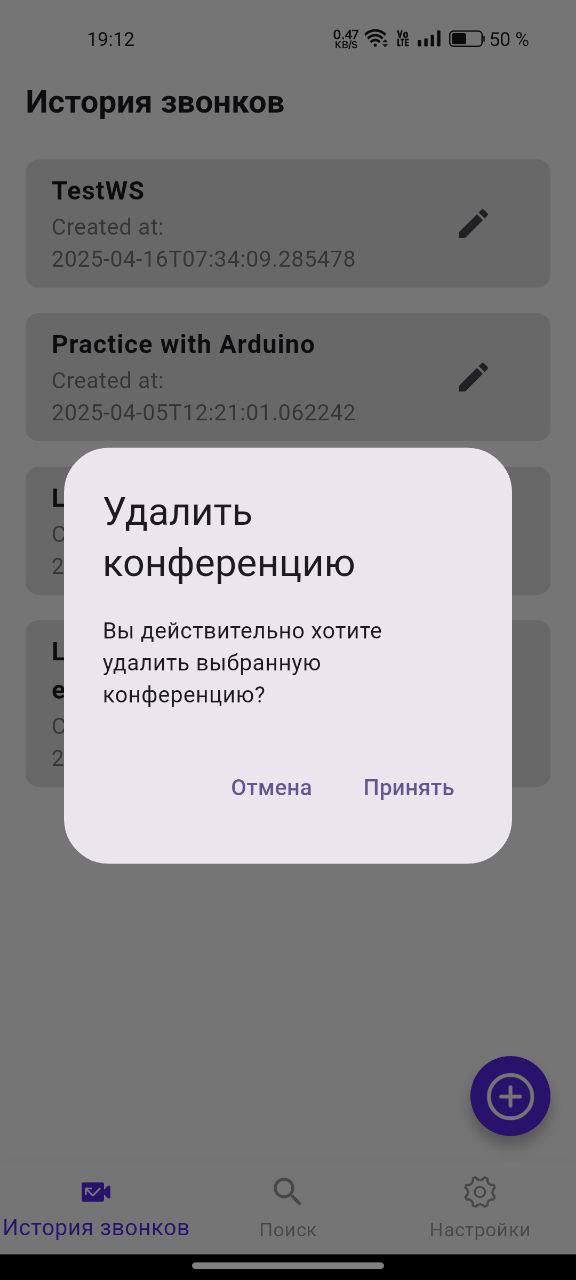 19:12
0.47 KB/S
Vo LTE
50 %
История звонков
TestWS
Created at:
2025-04-16T07:34:09.285478
Practice with Arduino
Created at:
2025-04-05T12:21:01.062242
L
C
2
L
e
C
2
Удалить
конференцию
Вы действительно хотите
удалить выбранную
конференцию?
Отмена Принять
История звонков Поиск Настройки